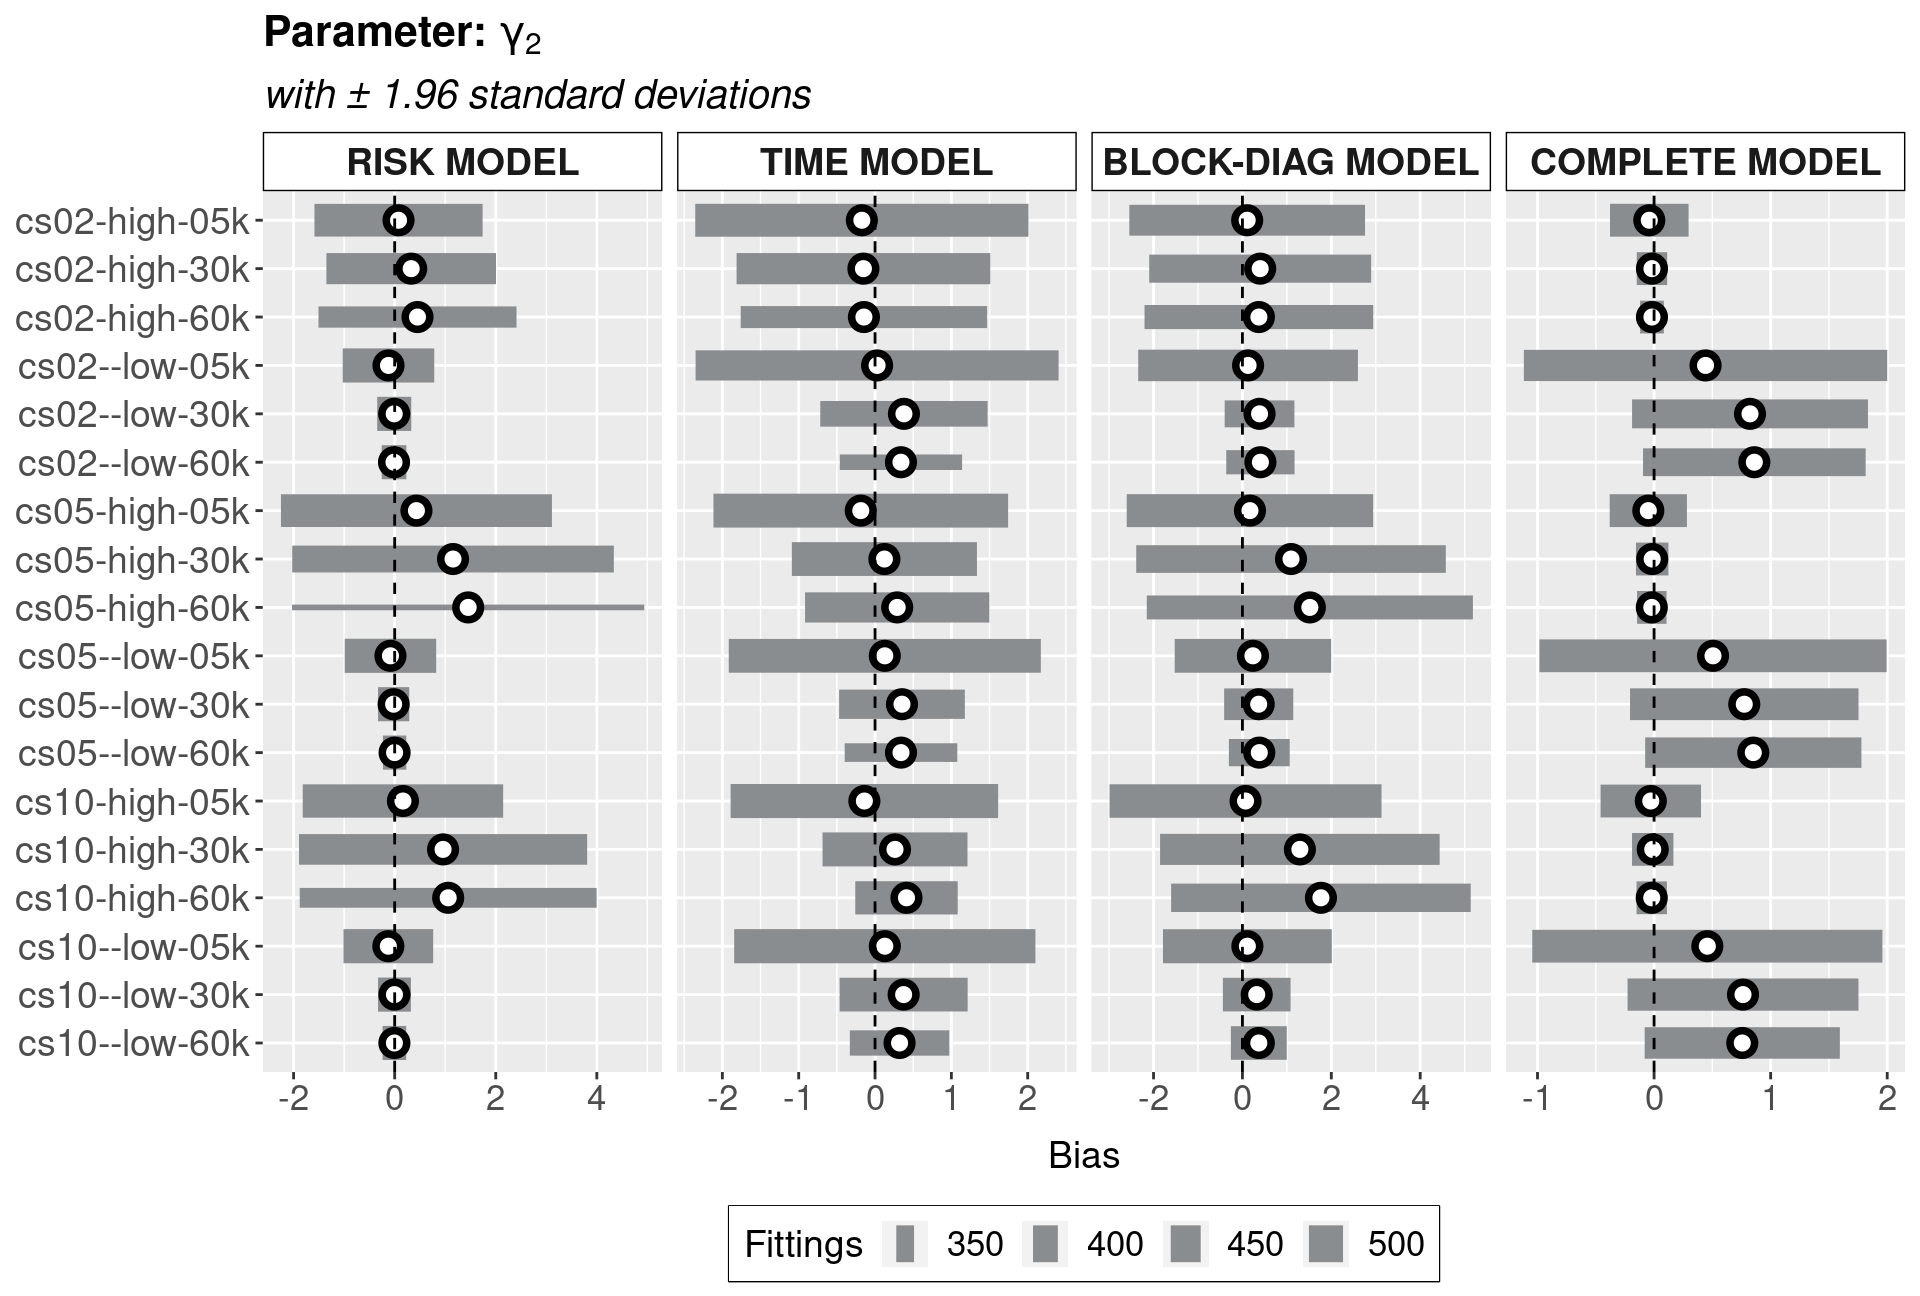 Parameter: γ2
with ± 1.96 standard deviations
RISK MODEL TIME MODEL BLOCK-DIAG MODEL COMPLETE MODEL
cs02-high-05k
cs02-high-30k
cs02-high-60k
cs02--low-05k
cs02--low-30k
cs02--low-60k
cs05-high-05k
cs05-high-30k
cs05-high-60k
cs05--low-05k
cs05--low-30k
cs05--low-60k
cs10-high-05k
cs10-high-30k
cs10-high-60k
cs10--low-05k
cs10--low-30k
cs10--low-60k
-2 0 2 4 -2 -1 0 1 2 -2 0 2 4 -1 0 1 2
Bias
Fittings 350 400 450 500